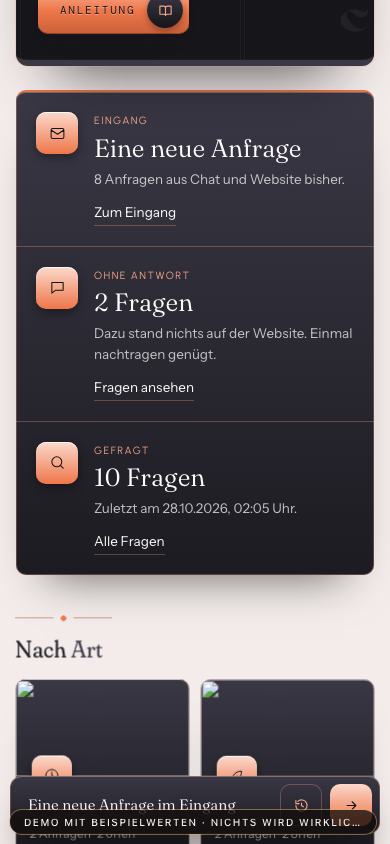 ANLEITUNG
EINGANG
Eine neue Anfrage
8 Anfragen aus Chat und Website bisher.
Zum Eingang
OHNE ANTWORT
2 Fragen
Dazu stand nichts auf der Website. Einmal
nachtragen genügt.
Fragen ansehen
GEFRAGT
10 Fragen
Zuletzt am 28.10.2026, 02:05 Uhr.
Alle Fragen
Nach Art
Eine neue Anfrage im Eingang
DEMO MIT BEISPIELWERTEN · NICHTS WIRD WIRKLIC…